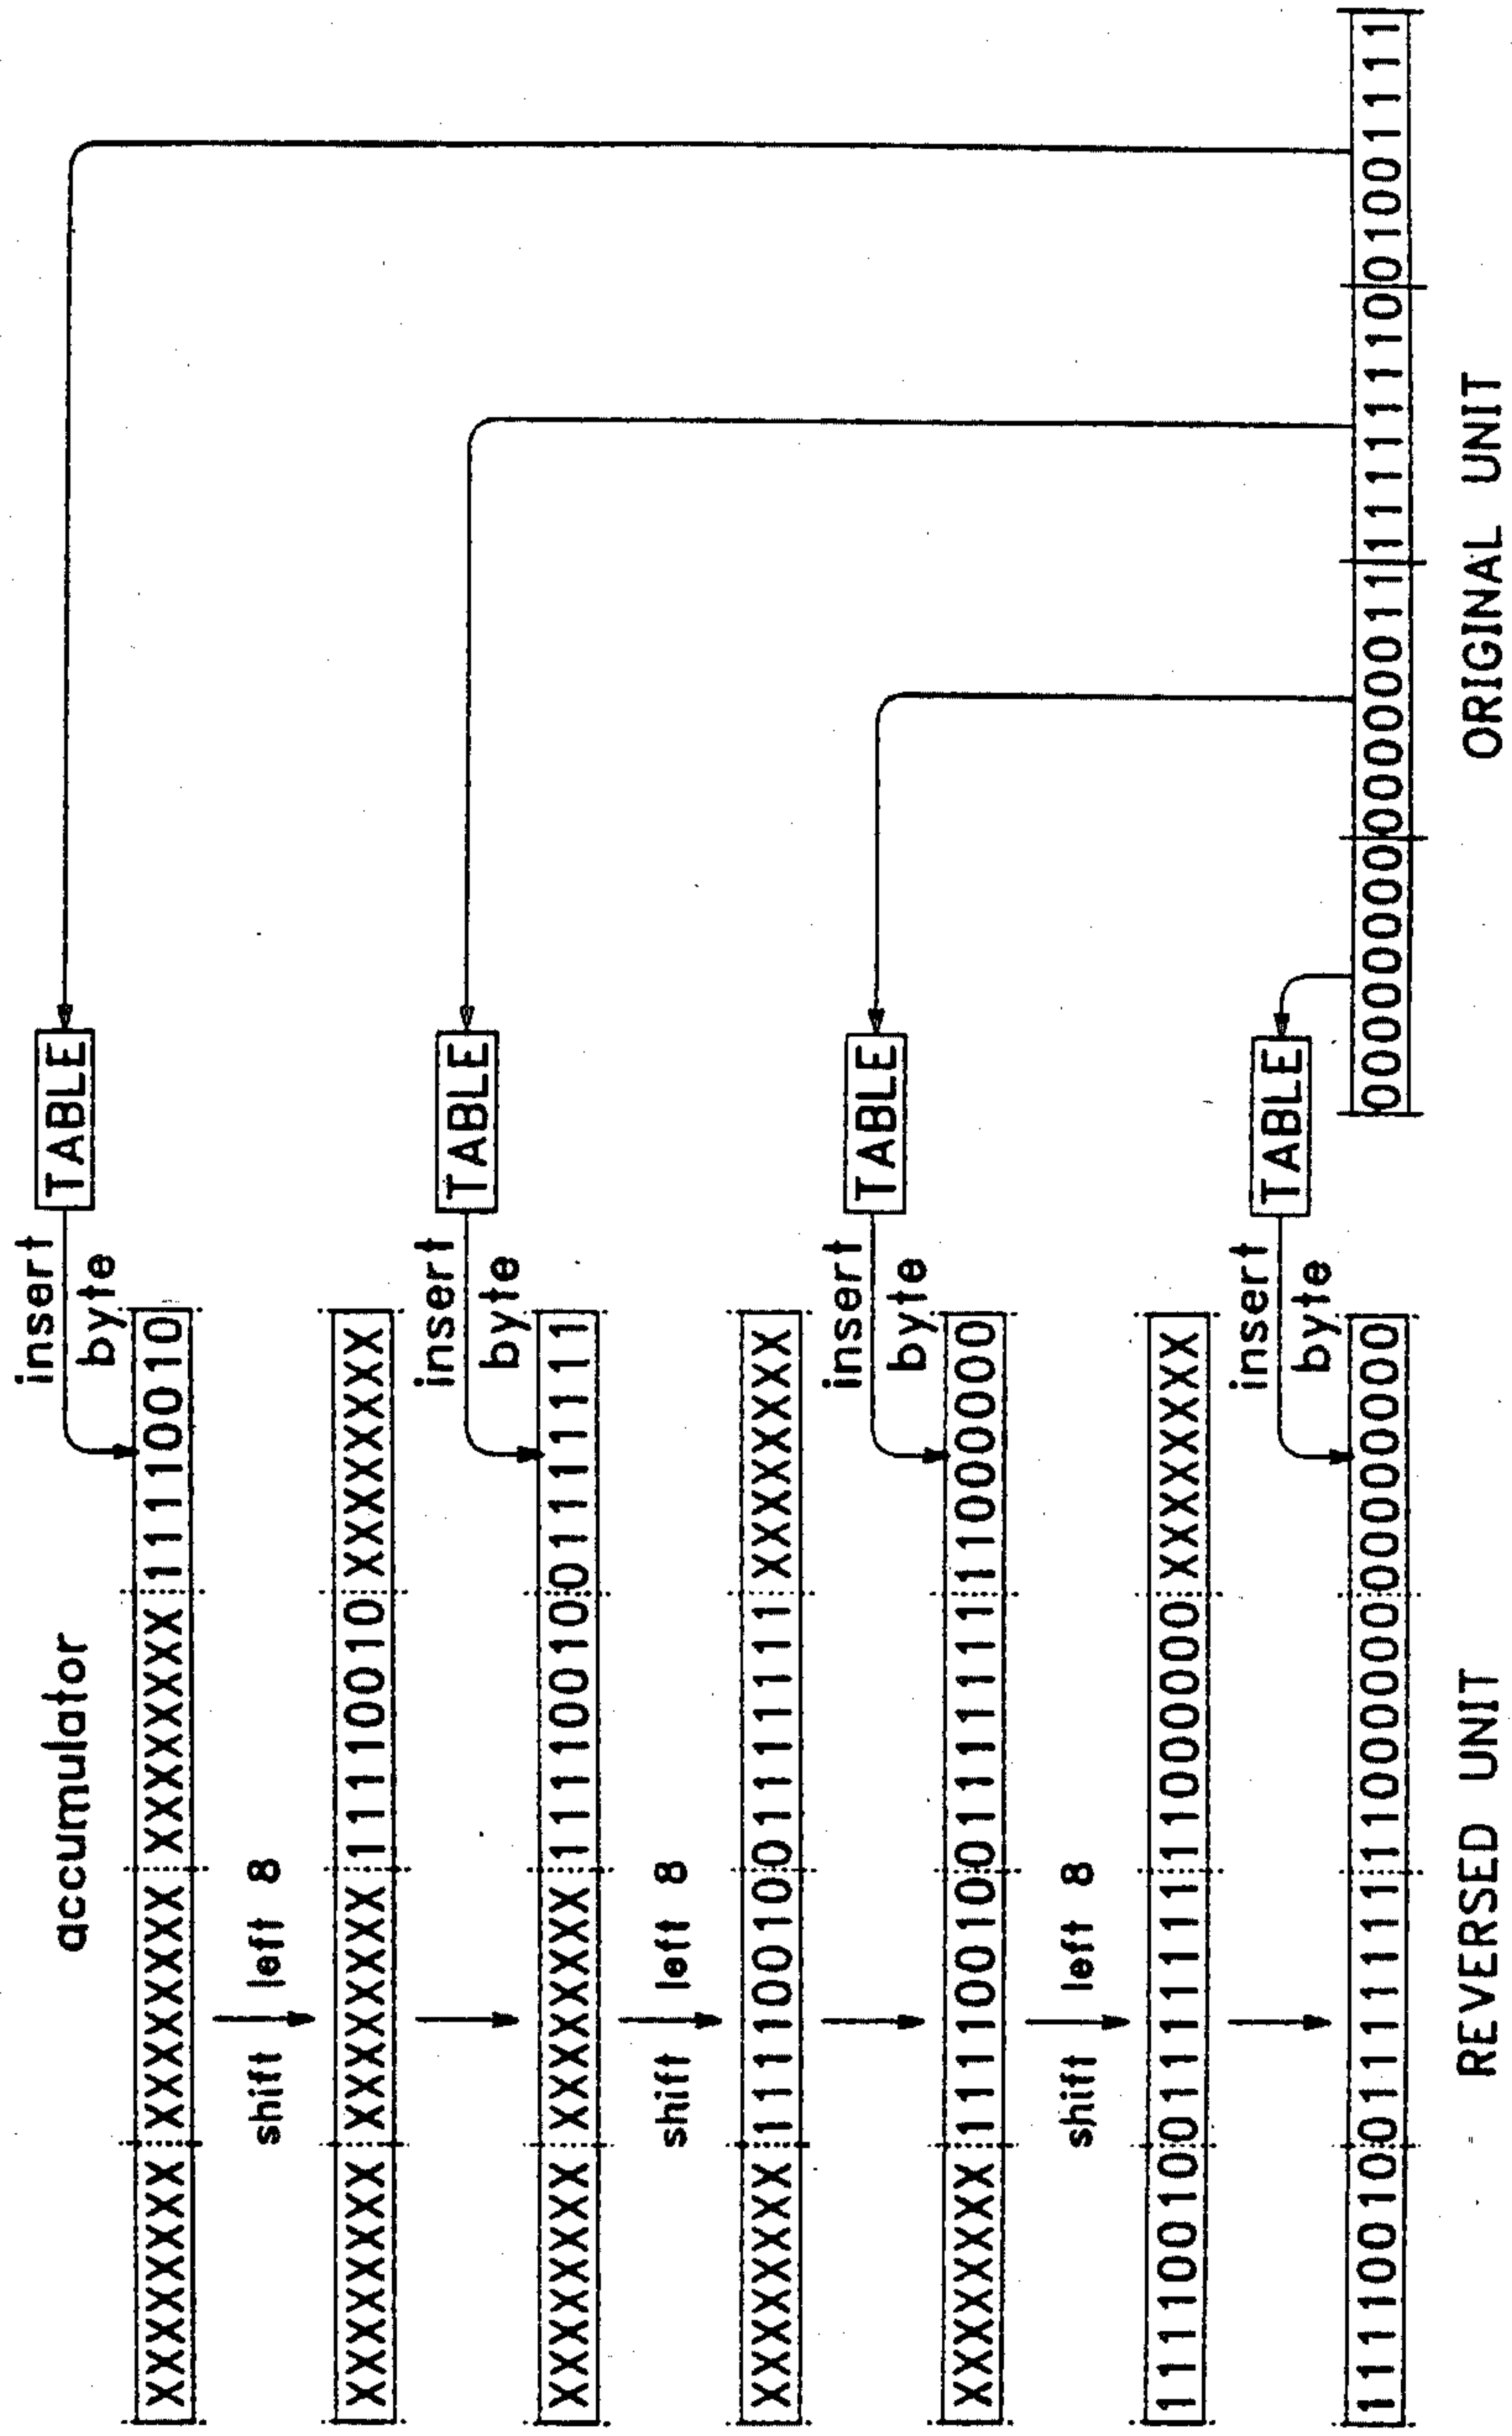 accumulator
insert
byte
TABLE
XXXXXXXX XXXXXXXX XXXXXXXX 11110010
shift left 8
XXXXXXXX XXXXXXXX 11110010 XXXXXXXX
insert
byte
TABLE
XXXXXXXX XXXXXXXX 11110010 01111111
shift left 8
XXXXXXXX 11110010 01111111 XXXXXXXX
insert
byte
TABLE
XXXXXXXX 11110010 01111111 11000000
shift left 8
11110010 01111111 11000000 XXXXXXXX
insert
byte
TABLE
11110010 01111111 11000000 00000000
00000000 00000011 11111110 01001111
REVERSED UNIT
ORIGINAL UNIT